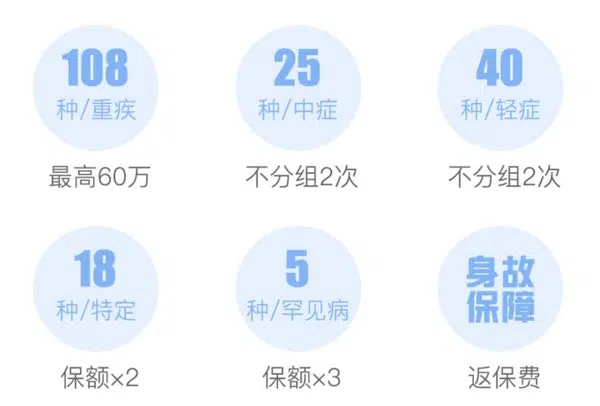 108
种/重疾
最高60万
25
种/中症
不分组2次
40
种/轻症
不分组2次
18
种/特定
保额×2
5
种/罕见病
保额×3
身故
保障
返保费